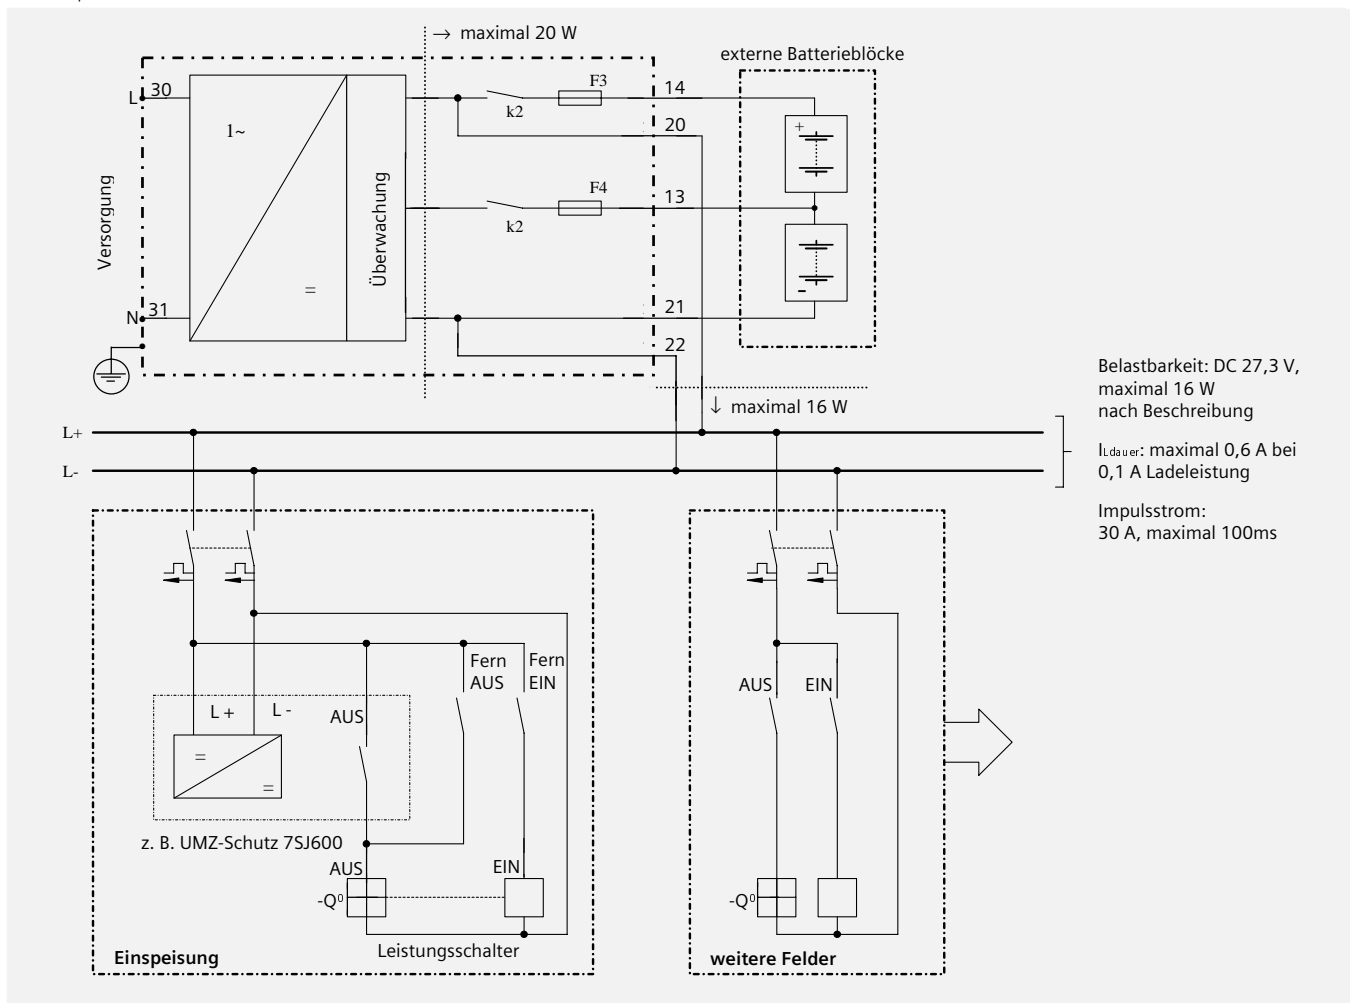 → maximal 20 W
externe Batterieblöcke
L
30
1~
=
Überwachung
Versorgung
k2
F3
14
20
k2
F4
13
+
-
N
31
21
22
↓ maximal 16 W
L+
L-
Belastbarkeit: DC 27,3 V,
maximal 16 W
nach Beschreibung
ILdauer: maximal 0,6 A bei
0,1 A Ladeleistung
Impulsstrom:
30 A, maximal 100ms
L +
L -
=
=
AUS
Fern
AUS
Fern
EIN
z. B. UMZ-Schutz 7SJ600
AUS
EIN
-Q0
Leistungsschalter
Einspeisung
AUS
EIN
-Q0
weitere Felder